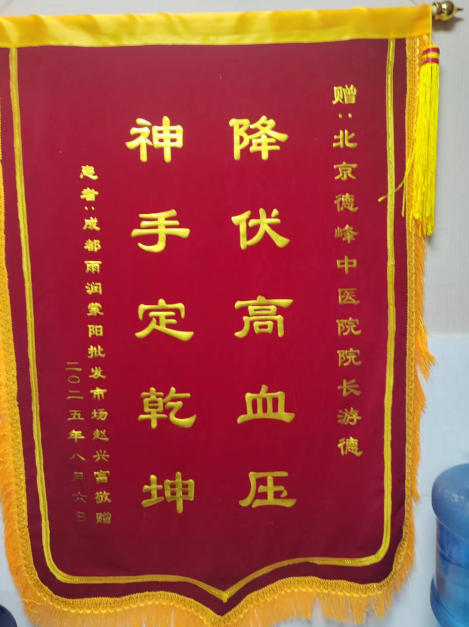 赠：北京德峰中医院院长游德
降伏高血压
神手定乾坤
患者：成都雨润蒙阳批发市场赵兴富敬赠
二〇二五年八月六日